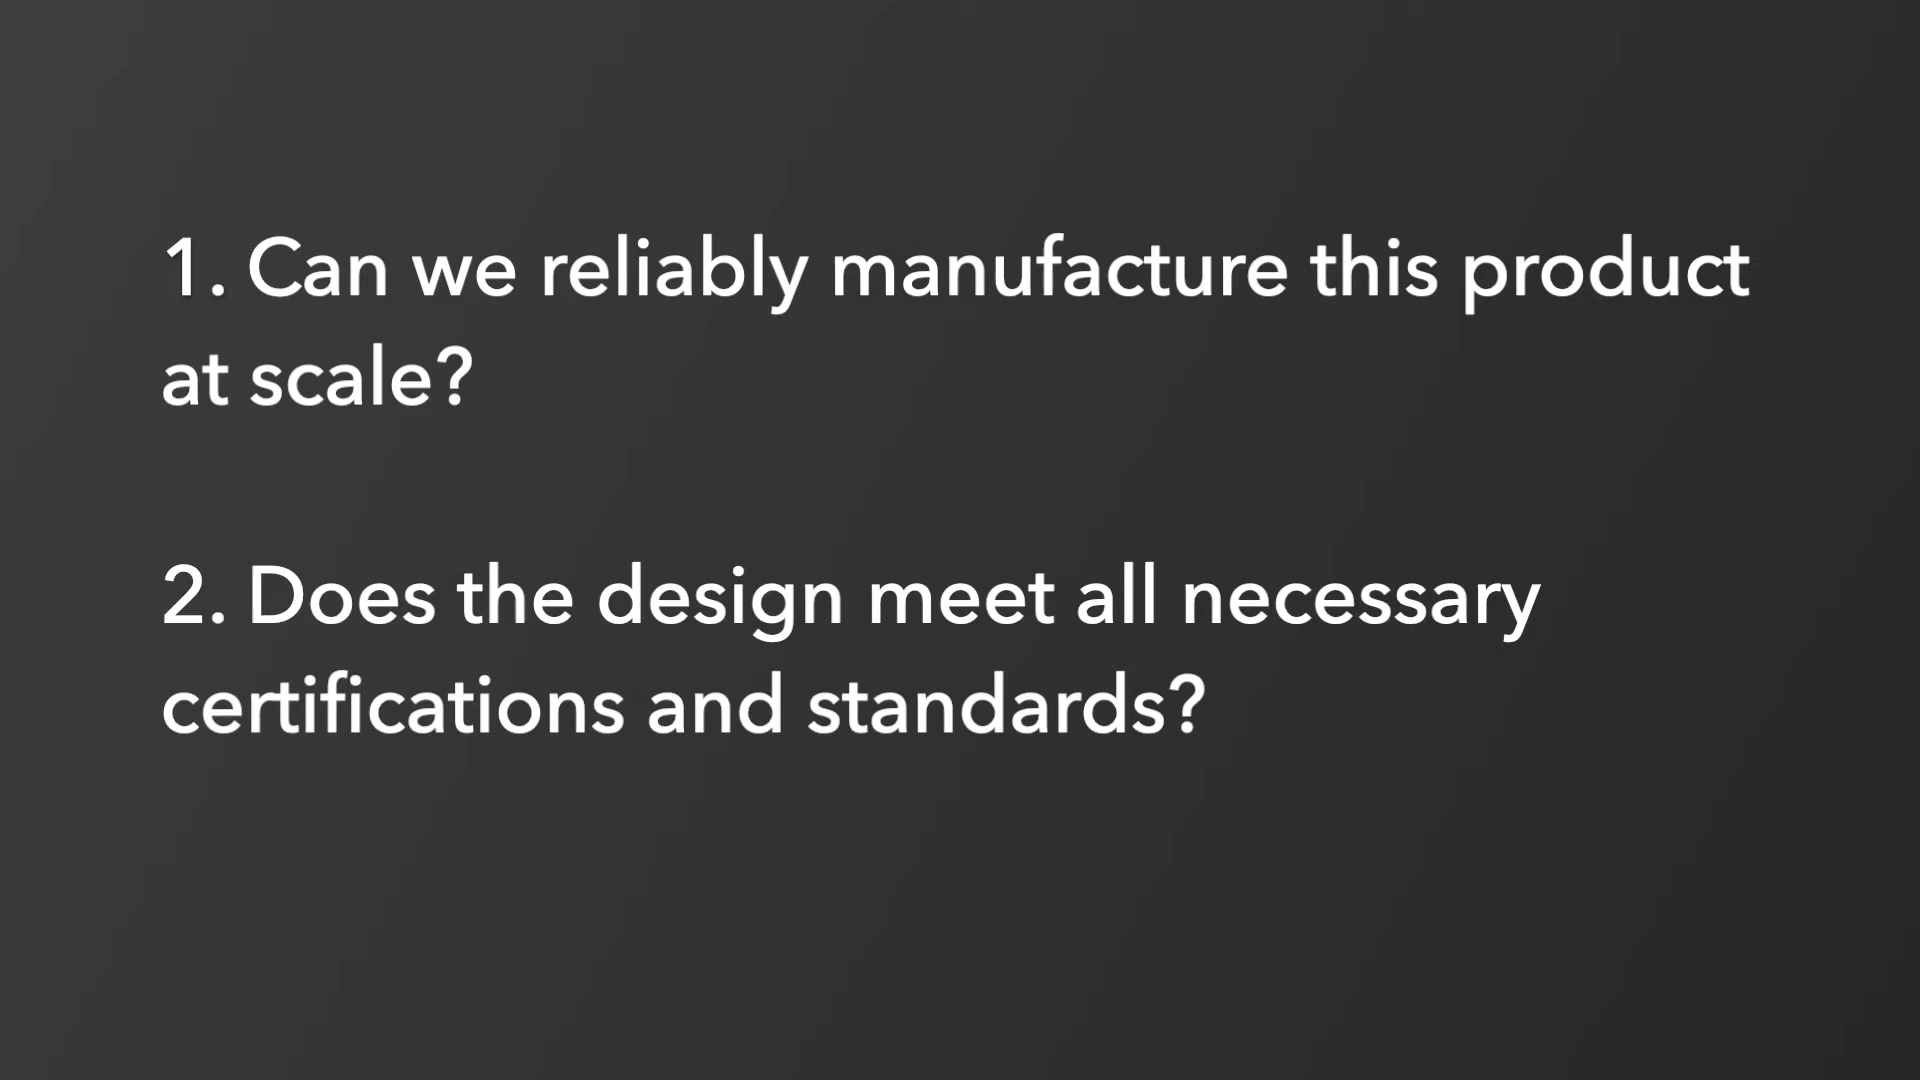 1. Can we reliably manufacture this product
at scale?
2. Does the design meet all necessary
certifications and standards?